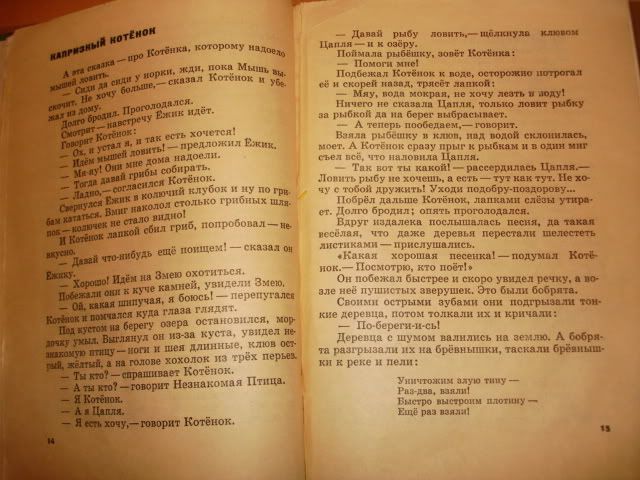 КАПРИЗНЫЙ КОТЁНОК
А эта сказка — про Котёнка, которому надоело
мышей ловить.
— Сиди да сиди у норки, жди, пока Мышь вы-
скочит. Не хочу больше,— сказал Котёнок и убе-
жал из дому.
Долго бродил. Проголодался.
Смотрит — навстречу Ёжик идёт.
Говорит Котёнок:
— Ох, и устал я, и так есть хочется!
— Идём мышей ловить! — предложил Ёжик.
— Мя-яу! Они мне дома надоели.
— Тогда давай грибы собирать.
— Ладно,— согласился Котёнок.
Свернулся Ёжик в колючий клубок и ну по гри-
бам кататься. Вмиг наколол столько грибных шля-
пок — колючек не стало видно!
И Котёнок лапкой сбил гриб, попробовал — не-
вкусно.
— Давай что-нибудь ещё поищем! — сказал он
Ёжику.
— Хорошо! Идём на Змею охотиться.
Побежали они к куче камней, увидели Змею.
— Ой, какая шипучая, я боюсь! — перепугался
Котёнок и помчался куда глаза глядят.
Под кустом на берегу озера остановился, мор-
дочку умыл. Выглянул он из-за куста, увидел не-
знакомую птицу — ноги и шея длинные, клюв ост-
рый, жёлтый, а на голове хохолок из трёх перьев.
— Ты кто? — спрашивает Котёнок.
— А ты кто? — говорит Незнакомая Птица.
— Я Котёнок.
— А я Цапля.
— Я есть хочу,— говорит Котёнок.
14
— Давай рыбу ловить,— щёлкнула клювом
Цапля — и к озёру.
Поймала рыбёшку, зовёт Котёнка:
— Помоги мне!
Подбежал Котёнок к воде, осторожно потрогал
её и скорей назад, трясёт лапкой:
— Мяу, вода мокрая, не хочу лезть в воду!
Ничего не сказала Цапля, только ловит рыбку
за рыбкой да на берег выбрасывает.
— А теперь пообедаем,— говорит.
Взяла рыбёшку в клюв, над водой склонилась,
моет. А Котёнок сразу прыг к рыбкам и в один миг
съел всё, что наловила Цапля.
— Так вот ты какой! — рассердилась Цапля.—
Ловить рыбу не хочешь, а есть — тут как тут. Не хо-
чу с тобой дружить! Уходи подобру-поздорову...
Побрёл дальше Котёнок, лапками слёзы утира-
ет. Долго бродил; опять проголодался.
Вдруг издалека послышалась песня, да такая
весёлая, что даже деревья перестали шелестеть
листиками — прислушались.
«Какая хорошая песенка! — подумал Котё-
нок.— Посмотрю, кто поёт!»
Он побежал быстрее и скоро увидел речку, а во-
зле неё пушистых зверушек. Это были бобрята.
Своими острыми зубами они подгрызали тон-
кие деревца, потом толкали их и кричали:
— По-береги-и-сь!
Деревца с шумом валились на землю. А бобря-
та разгрызали их на брёвнышки, таскали брёвныш-
ки к реке и пели:
Уничтожим злую тину —
Раз-два, взяли!
Быстро выстроим плотину —
Ещё раз взяли!
15